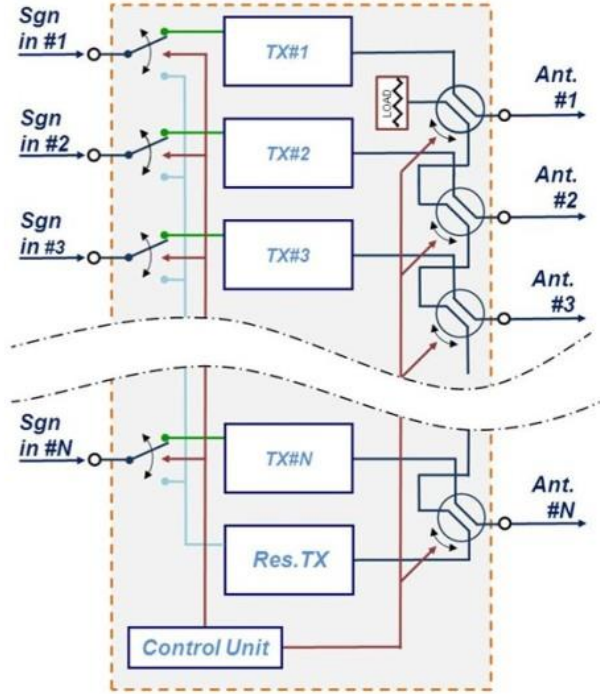 Sgn
in #1
TX#1
LOAD
Ant.
#1
Sgn
in #2
TX#2
Ant.
#2
Sgn
in #3
TX#3
Ant.
#3
Sgn
in #N
TX#N
Ant.
#N
Res.TX
Control Unit